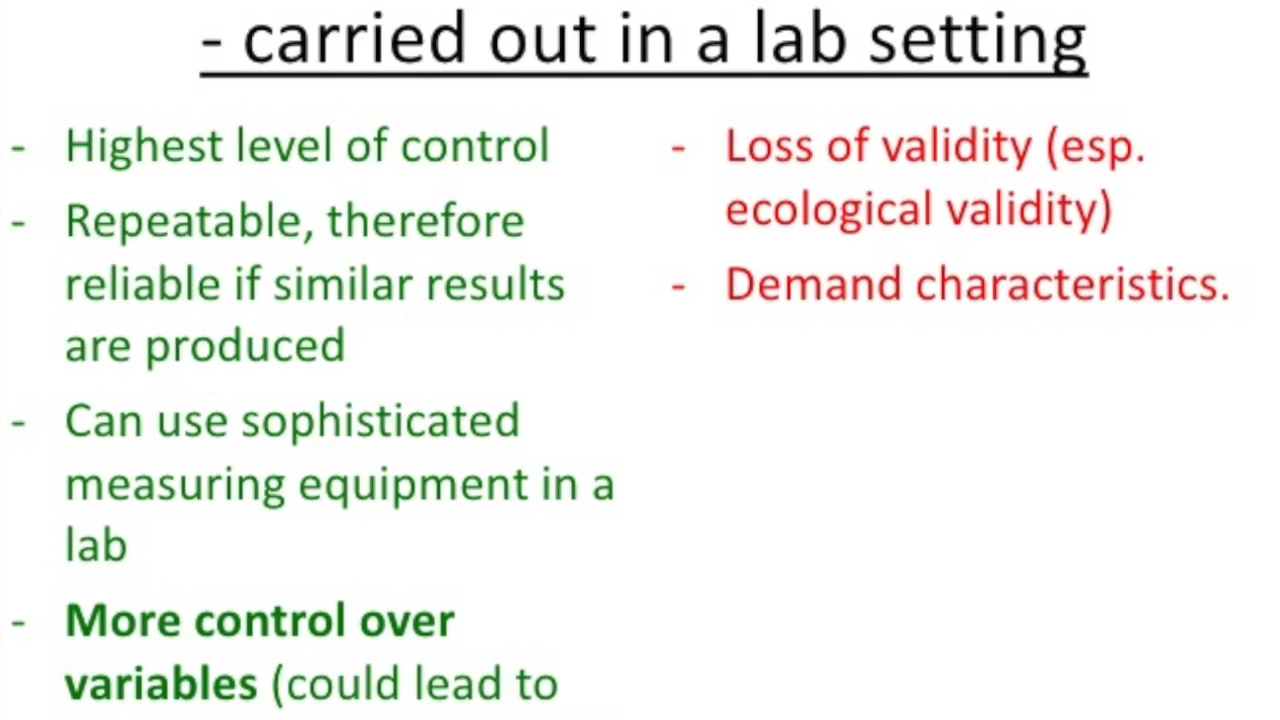 - carried out in a lab setting
- Highest level of control
- Repeatable, therefore
reliable if similar results
are produced
- Can use sophisticated
measuring equipment in a
lab
- More control over
variables (could lead to
- Loss of validity (esp.
ecological validity)
- Demand characteristics.